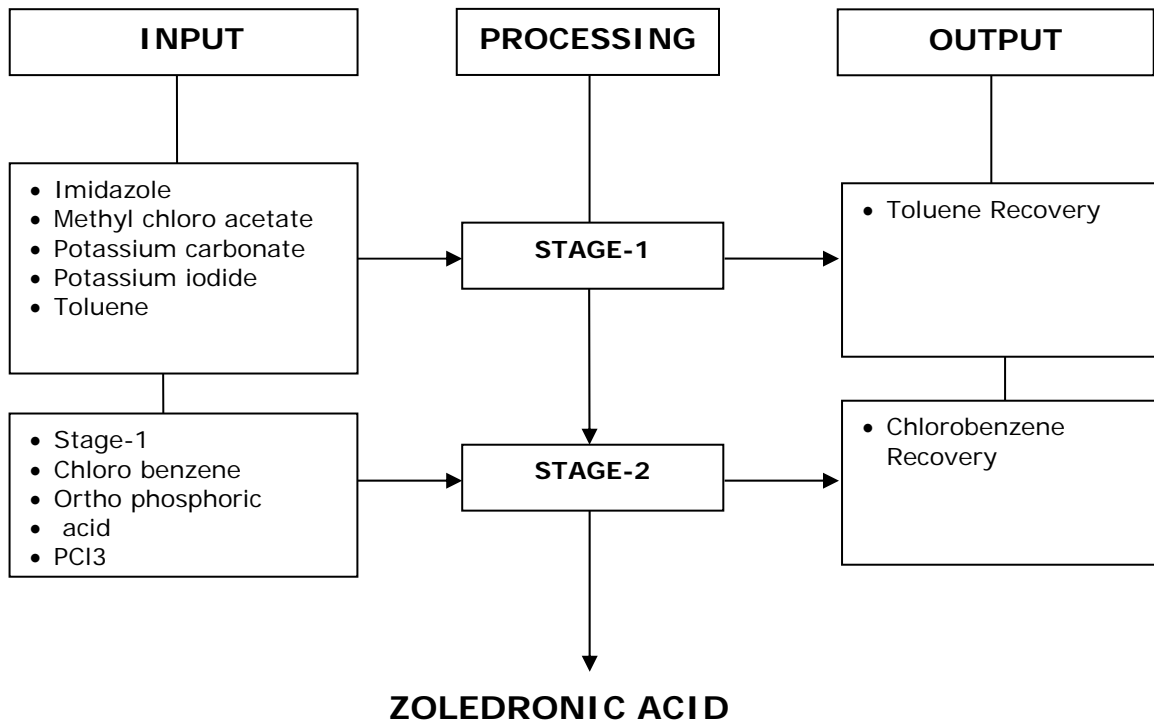 INPUT
PROCESSING
OUTPUT
• Imidazole
• Methyl chloro acetate
• Potassium carbonate
• Potassium iodide
• Toluene
STAGE-1
• Toluene Recovery
• Stage-1
• Chloro benzene
• Ortho phosphoric
• acid
• PCl3
STAGE-2
• Chlorobenzene
Recovery
ZOLEDRONIC ACID